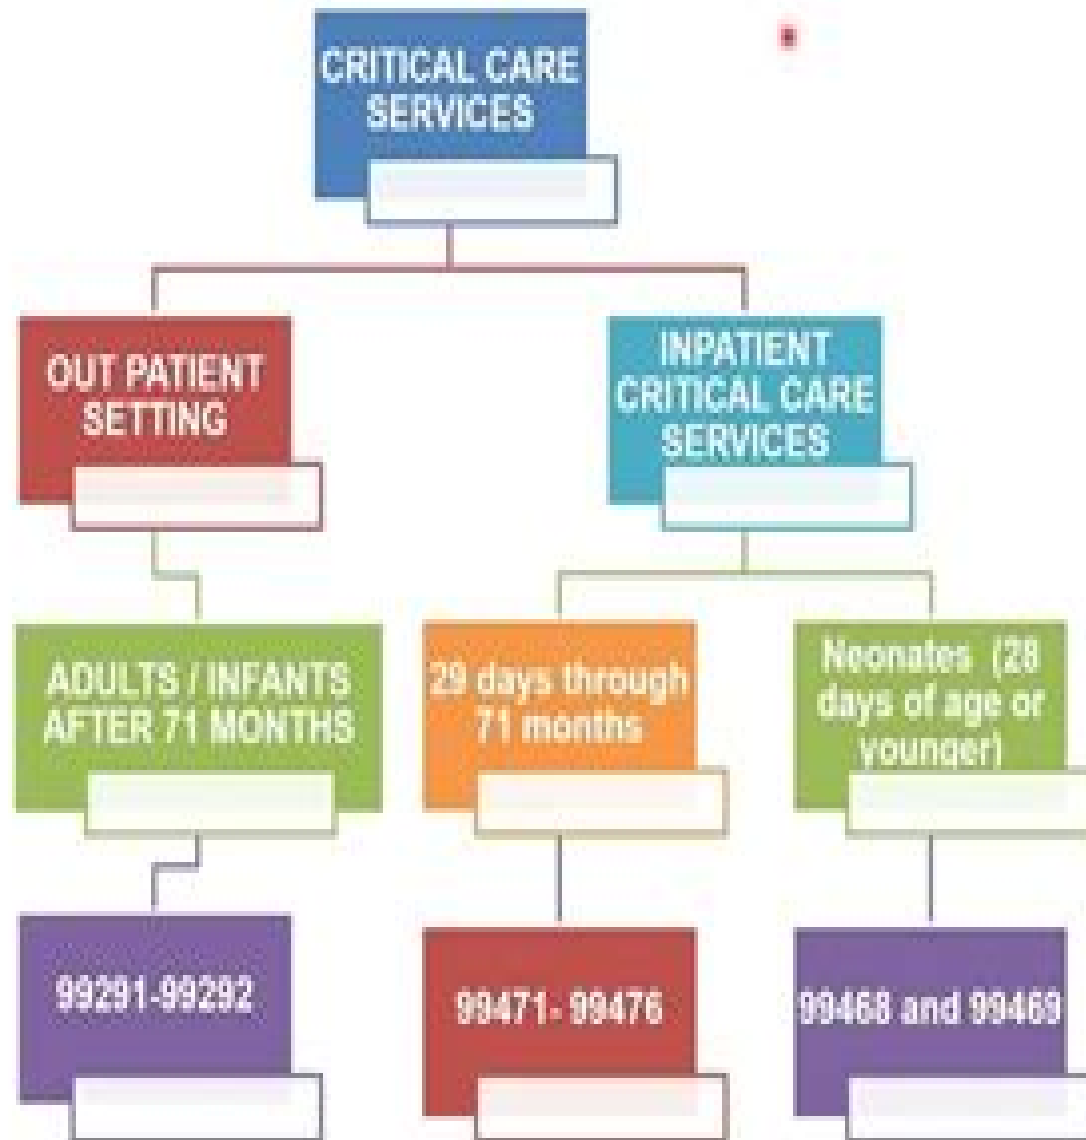 CRITICAL CARE
SERVICES
OUT PATIENT
SETTING
INPATIENT
CRITICAL CARE
SERVICES
ADULTS / INFANTS
AFTER 71 MONTHS
29 days through
71 months
Neonates (28
days of age or
younger)
99291-99292
99471- 99476
99468 and 99469